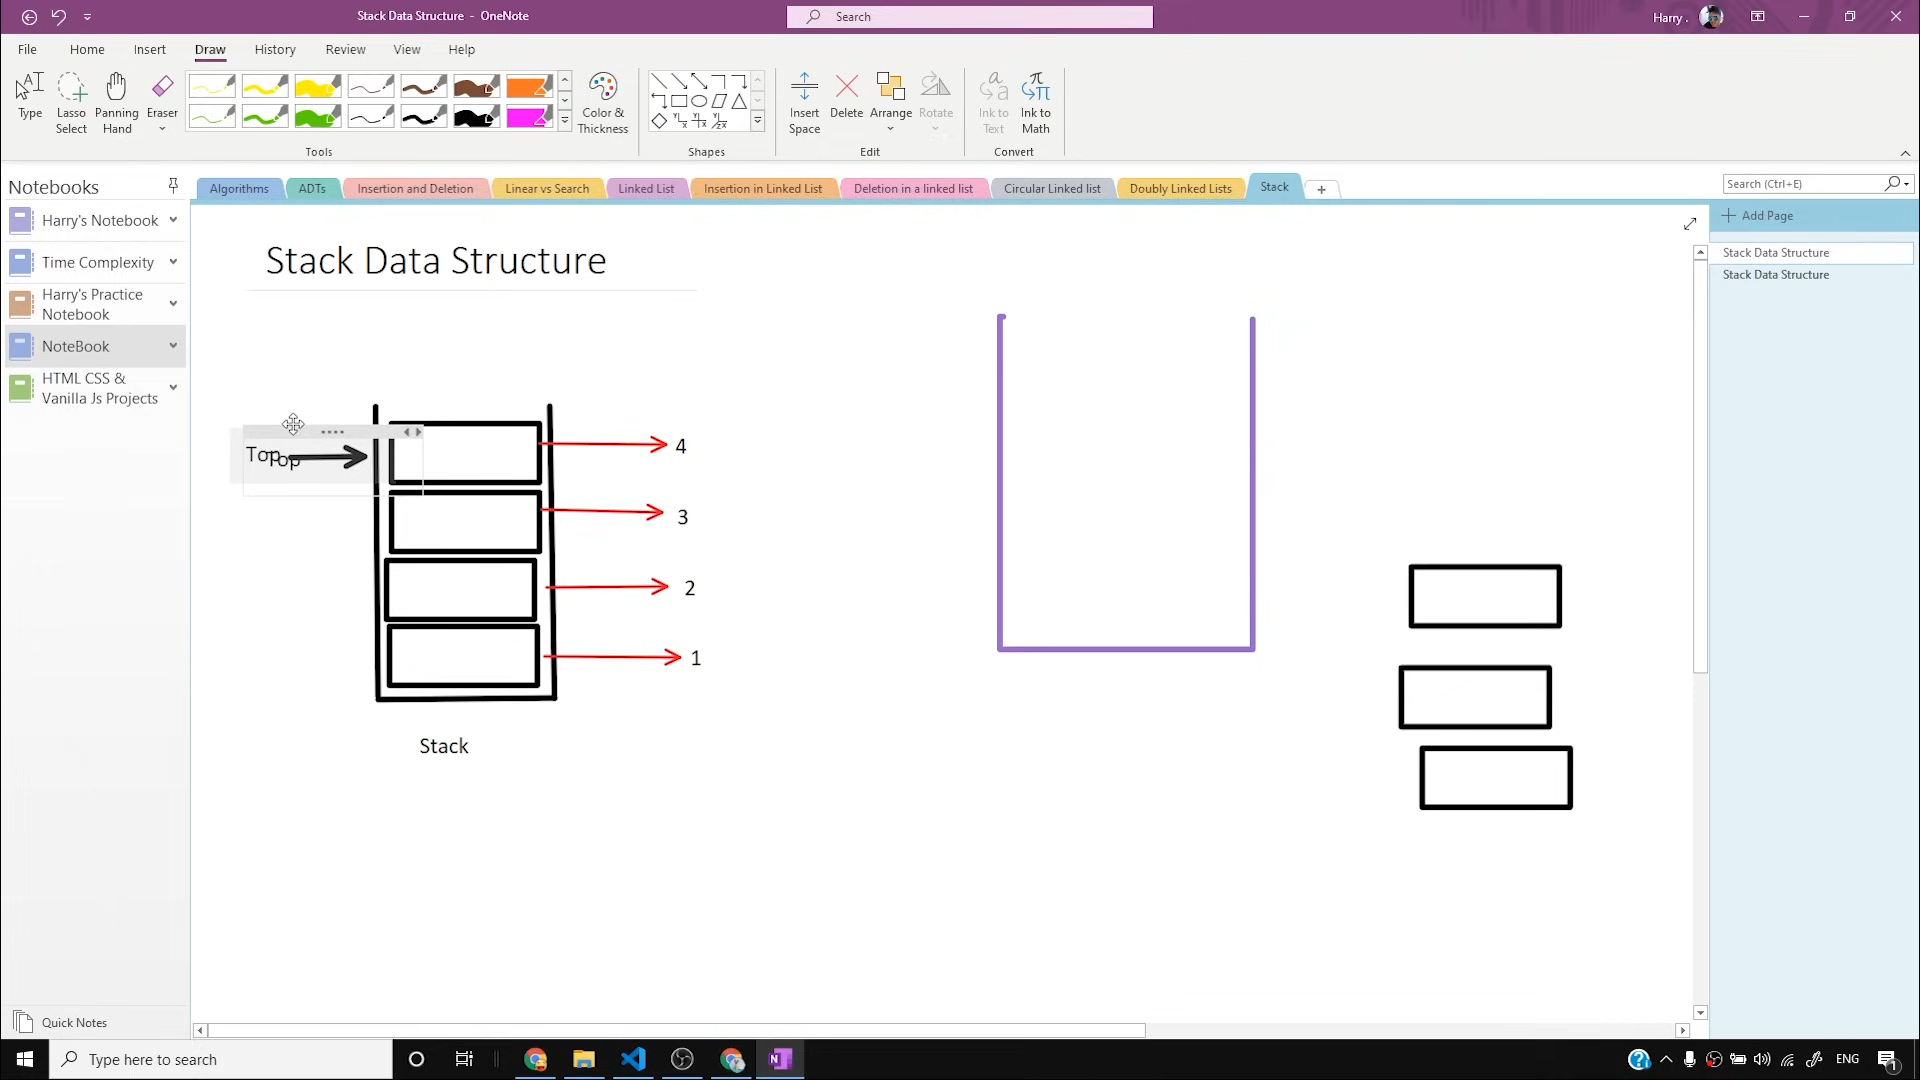 Stack Data Structure - OneNote
Search
Harry .
File Home Insert Draw History Review View Help
Type
Lasso Select
Panning Hand
Eraser
Color & Thickness
Insert Space
Delete
Arrange
Rotate
Ink to Text
Ink to Math
Tools
Shapes
Edit
Convert
Notebooks
Algorithms ADTs Insertion and Deletion Linear vs Search Linked List Insertion in Linked List Deletion in a linked list Circular Linked list Doubly Linked Lists Stack +
Search (Ctrl+E)
Harry's Notebook
Time Complexity
Harry's Practice
Notebook
NoteBook
HTML CSS &
Vanilla Js Projects
Quick Notes
Add Page
Stack Data Structure
Stack Data Structure
Stack Data Structure
Top
Top
4
3
2
1
Stack
Type here to search
ENG
1